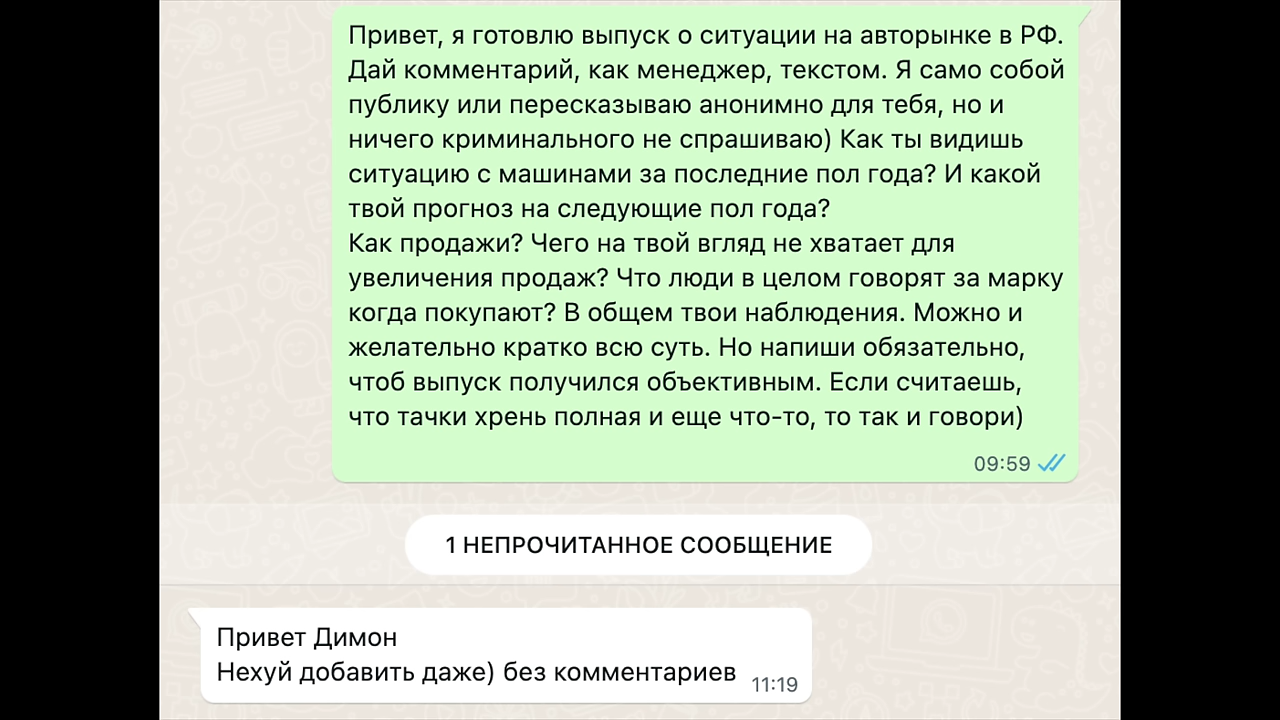 Привет, я готовлю выпуск о ситуации на авторынке в РФ.
Дай комментарий, как менеджер, текстом. Я само собой
публикую или пересказываю анонимно для тебя, но и
ничего криминального не спрашиваю) Как ты видишь
ситуацию с машинами за последние пол года? И какой
твой прогноз на следующие пол года?
Как продажи? Чего на твой вгляд не хватает для
увеличения продаж? Что люди в целом говорят за марку
когда покупают? В общем твои наблюдения. Можно и
желательно кратко всю суть. Но напиши обязательно,
чтоб выпуск получился объективным. Если считаешь,
что тачки хрень полная и еще что-то, то так и говори)
09:59
1 НЕПРОЧИТАННОЕ СООБЩЕНИЕ
Привет Димон
Нехуй добавить даже) без комментариев
11:19